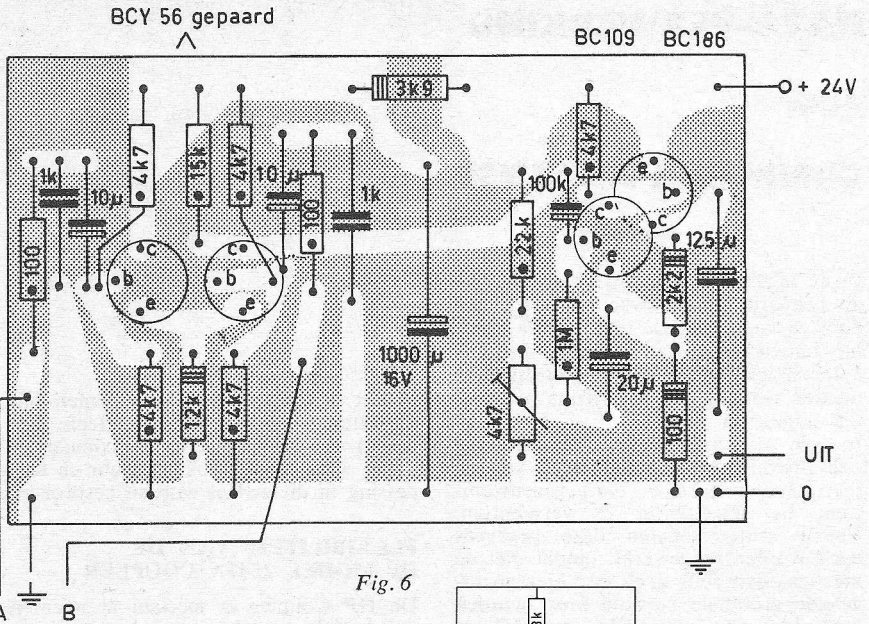 BCY 56 gepaard
BC109 BC186
+ 24V
3k9
4k7
15k
4k7
4k7
1k
10µ
10µ
100
1k
100k
e
b
c
c
b
e
100
c
b
e
c
b
e
22k
125µ
2k2
1000µ
16V
1M
20µ
4k7
12k
4k7
4k7
100
UIT
0
A
B
Fig. 6